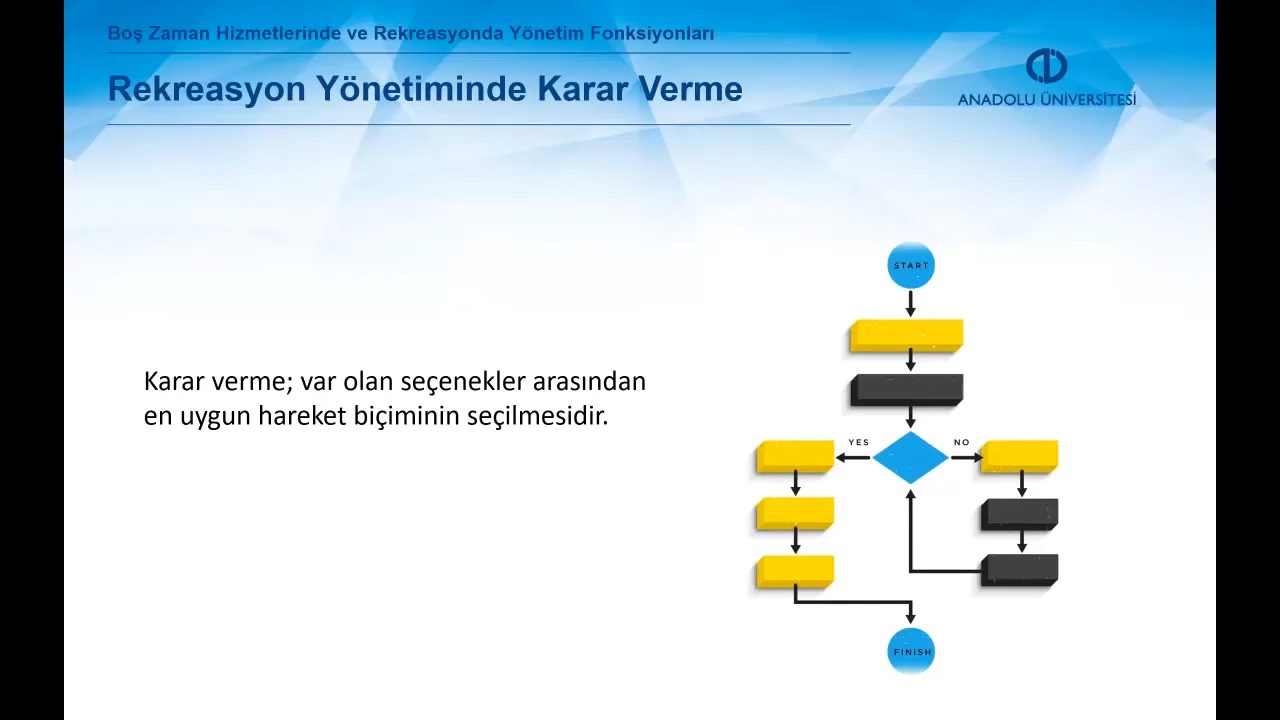 Boş Zaman Hizmetlerinde ve Rekreasyonda Yönetim Fonksiyonları
Rekreasyon Yönetiminde Karar Verme
ANADOLU ÜNİVERSİTESİ
START
Karar verme; var olan seçenekler arasından
en uygun hareket biçiminin seçilmesidir.
YES
NO
FINISH